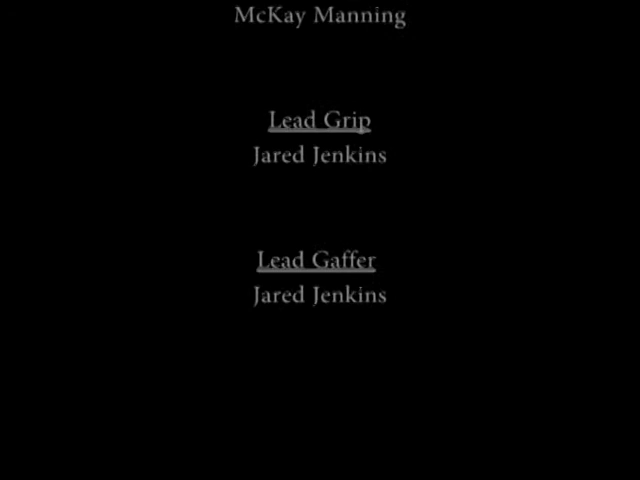 McKay Manning
Lead Grip
Jared Jenkins
Lead Gaffer
Jared Jenkins